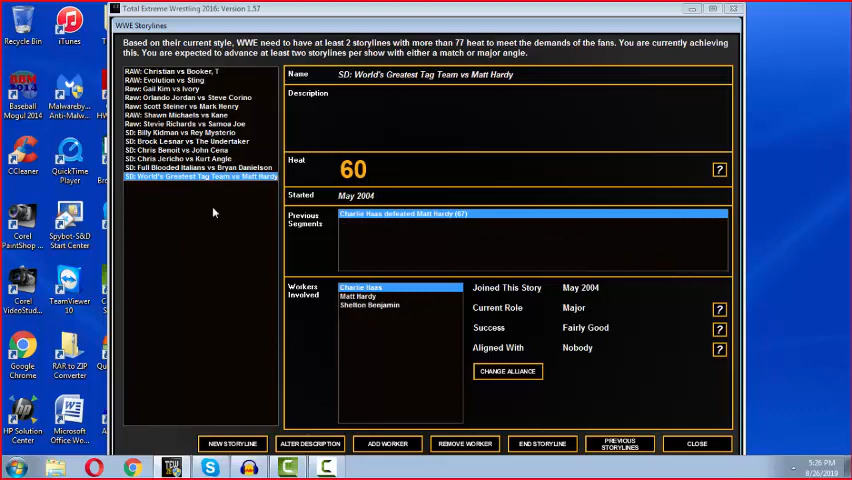 Total Extreme Wrestling 2016: Version 1.57
WWE Storylines
Based on their current style, WWE need to have at least 2 storylines with more than 77 heat to meet the demands of the fans. You are currently achieving
this. You are expected to advance at least two storylines per show with either a match or major angle.
RAW: Christian vs Booker, T
RAW: Evolution vs Sting
Raw: Gail Kim vs Ivory
Raw: Orlando Jordan vs Steve Corino
Raw: Scott Steiner vs Mark Henry
RAW: Shawn Michaels vs Kane
Raw: Stevie Richards vs Samoa Joe
SD: Billy Kidman vs Rey Mysterio
SD: Brock Lesnar vs The Undertaker
SD: Chris Benoit vs John Cena
SD: Chris Jericho vs Kurt Angle
SD: Full Blooded Italians vs Bryan Danielson
SD: World's Greatest Tag Team vs Matt Hardy
Name
SD: World's Greatest Tag Team vs Matt Hardy
Description
Heat
60
?
Started
May 2004
Previous
Segments
Charlie Haas defeated Matt Hardy (67)
Workers
Involved
Charlie Haas
Matt Hardy
Shelton Benjamin
Joined This Story
May 2004
Current Role
Major
?
Success
Fairly Good
?
Aligned With
Nobody
?
CHANGE ALLIANCE
NEW STORYLINE
ALTER DESCRIPTION
ADD WORKER
REMOVE WORKER
END STORYLINE
PREVIOUS
STORYLINES
CLOSE
Recycle Bin
iTunes
Baseball
Mogul 2014
Malwareby...
Anti-Malw...
CCleaner
QuickTime
Player
Corel
PaintShop ...
Spybot-S&D
Start Center
Corel
VideoStud...
TeamViewer
10
Google
Chrome
RAR to ZIP
Converter
HP Solution
Center
Microsoft
Office Wo...
5:26 PM
8/26/2019